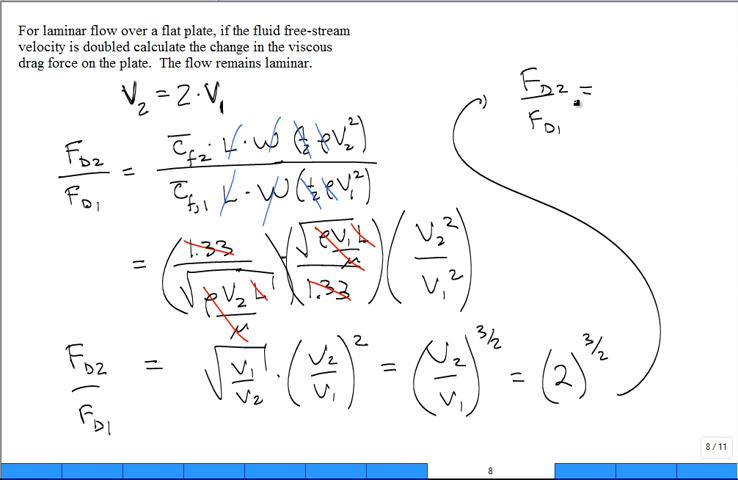 For laminar flow over a flat plate, if the fluid free-stream
velocity is doubled calculate the change in the viscous
drag force on the plate. The flow remains laminar.
V₂ = 2 · V₁
F_D2 / F_D1 =
F_D2 / F_D1 = C̅_f2 · L · W (½ ρV₂²) / C̅_f,1 L · W (½ ρV₁²)
= (1.33 / √(ρV₂L/μ)) · (√(ρV₁L/μ) / 1.33) (V₂² / V₁²)
F_D2 / F_D1 = √(V₁/V₂) · (V₂/V₁)² = (V₂/V₁)^3/2 = (2)^3/2
8 / 11
8